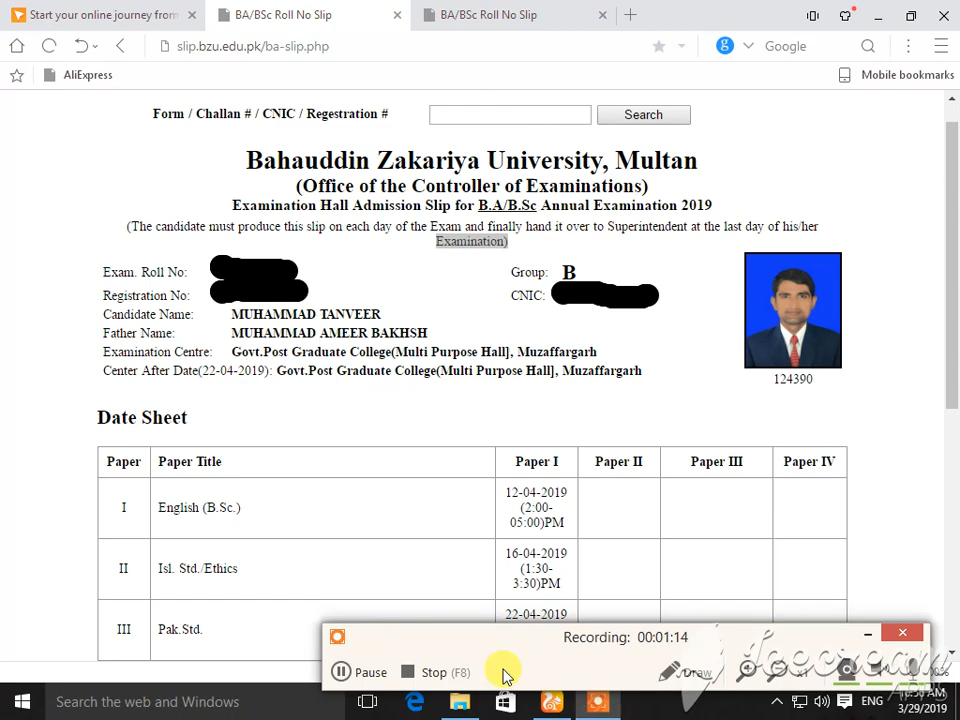 Start your online journey from
BA/BSc Roll No Slip
BA/BSc Roll No Slip
slip.bzu.edu.pk/ba-slip.php
Google
AliExpress
Mobile bookmarks
Form / Challan # / CNIC / Regestration #
Search
Bahauddin Zakariya University, Multan
(Office of the Controller of Examinations)
Examination Hall Admission Slip for B.A/B.Sc Annual Examination 2019
(The candidate must produce this slip on each day of the Exam and finally hand it over to Superintendent at the last day of his/her
Examination)
Exam. Roll No:
Group: B
Registration No:
CNIC:
Candidate Name: MUHAMMAD TANVEER
Father Name: MUHAMMAD AMEER BAKHSH
Examination Centre: Govt.Post Graduate College(Multi Purpose Hall], Muzaffargarh
Center After Date(22-04-2019): Govt.Post Graduate College(Multi Purpose Hall], Muzaffargarh
124390
Date Sheet
Paper Paper Title Paper I Paper II Paper III Paper IV
I English (B.Sc.) 12-04-2019
(2:00-
05:00)PM
II Isl. Std./Ethics 16-04-2019
(1:30-
3:30)PM
III Pak.Std. 22-04-2019
Recording: 00:01:14
Pause Stop (F8) Draw x1
Search the web and Windows
ENG
3/29/2019